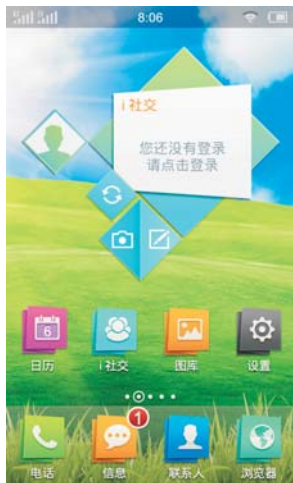 8:06
i 社交
您还没有登录
请点击登录
6
日历
i 社交
图库
设置
1
电话
信息
联系人
浏览器